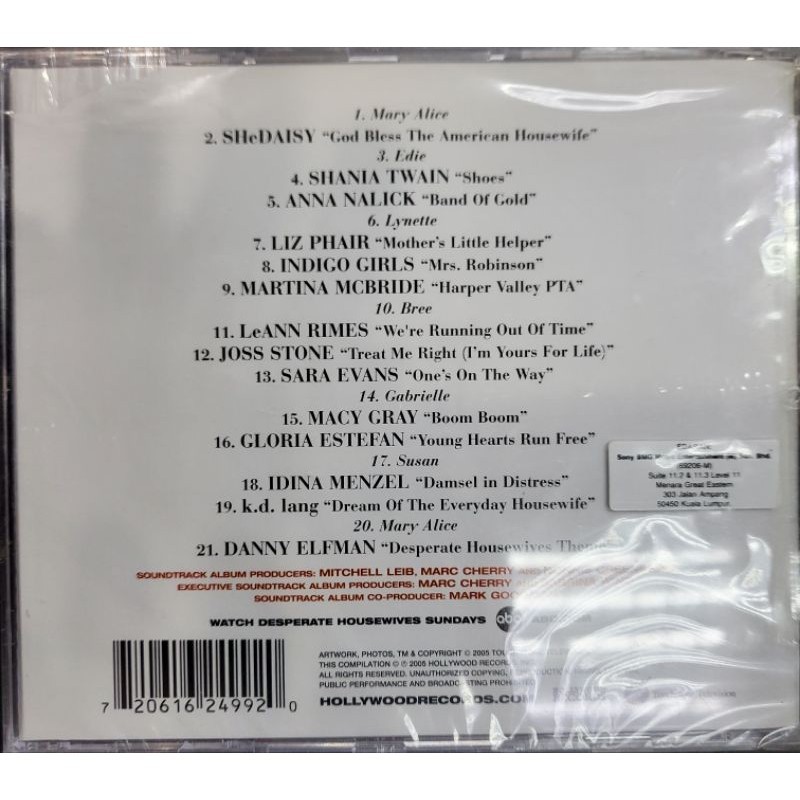 1. Mary Alice
2. SHeDAISY “God Bless The American Housewife”
3. Edie
4. SHANIA TWAIN “Shoes”
5. ANNA NALICK “Band Of Gold”
6. Lynette
7. LIZ PHAIR “Mother's Little Helper”
8. INDIGO GIRLS “Mrs. Robinson”
9. MARTINA MCBRIDE “Harper Valley PTA”
10. Bree
11. LeANN RIMES “We're Running Out Of Time”
12. JOSS STONE “Treat Me Right (I'm Yours For Life)”
13. SARA EVANS “One's On The Way”
14. Gabrielle
15. MACY GRAY “Boom Boom”
16. GLORIA ESTEFAN “Young Hearts Run Free”
17. Susan
18. IDINA MENZEL “Damsel in Distress”
19. k.d. lang “Dream Of The Everyday Housewife”
20. Mary Alice
21. DANNY ELFMAN “Desperate Housewives Theme”
Suite 11.2 & 11.3 Level 11
Menara Great Eastern
303 Jalan Ampang
50450 Kuala Lumpur.
SOUNDTRACK ALBUM PRODUCERS: MITCHELL LEIB, MARC CHERRY AND
EXECUTIVE SOUNDTRACK ALBUM PRODUCERS: MARC CHERRY
SOUNDTRACK ALBUM CO-PRODUCER: MARK
WATCH DESPERATE HOUSEWIVES SUNDAYS abc
ARTWORK, PHOTOS, TM & COPYRIGHT © 2005
THIS COMPILATION © ℗ 2005 HOLLYWOOD RECORDS, INC.
ALL RIGHTS RESERVED. UNAUTHORIZED COPYING, REPRODUCTION
PUBLIC PERFORMANCE AND BROADCASTING PROHIBITED
HOLLYWOODRECORDS.COM
7 20616 24992 0